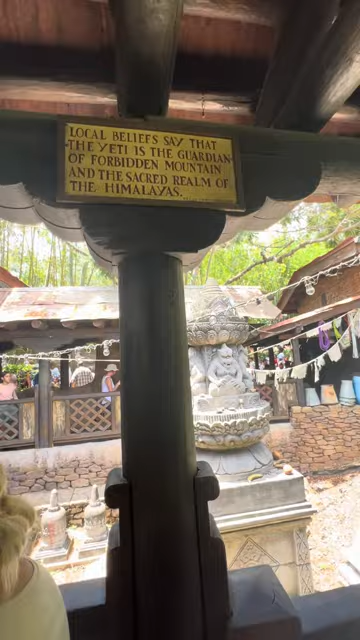 LOCAL BELIEFS SAY THAT
THE YETI IS THE GUARDIAN
OF FORBIDDEN MOUNTAIN
AND THE SACRED REALM OF
THE HIMALAYAS.